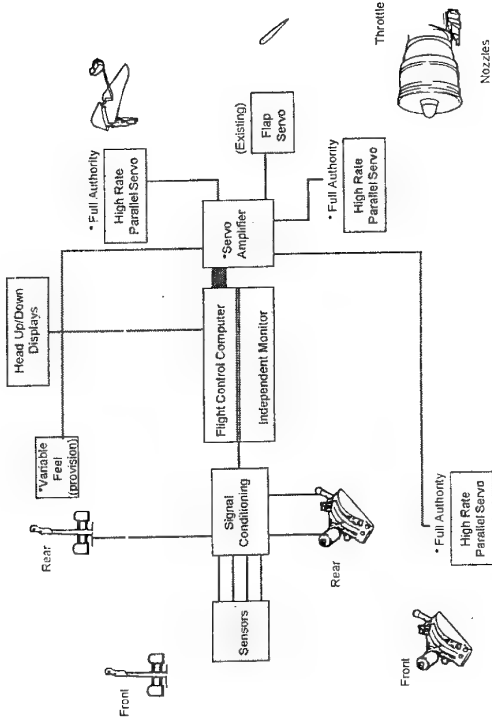 Front
Rear
*Variable
Feel
(provision)
Head Up/Down
Displays
* Full Authority
High Rate
Parallel Servo
Sensors
Signal
Conditioning
Flight Control Computer
Independent Monitor
*Servo
Amplifier
(Existing)
Flap
Servo
Rear
* Full Authority
High Rate
Parallel Servo
Front
* Full Authority
High Rate
Parallel Servo
Throttle
Nozzles